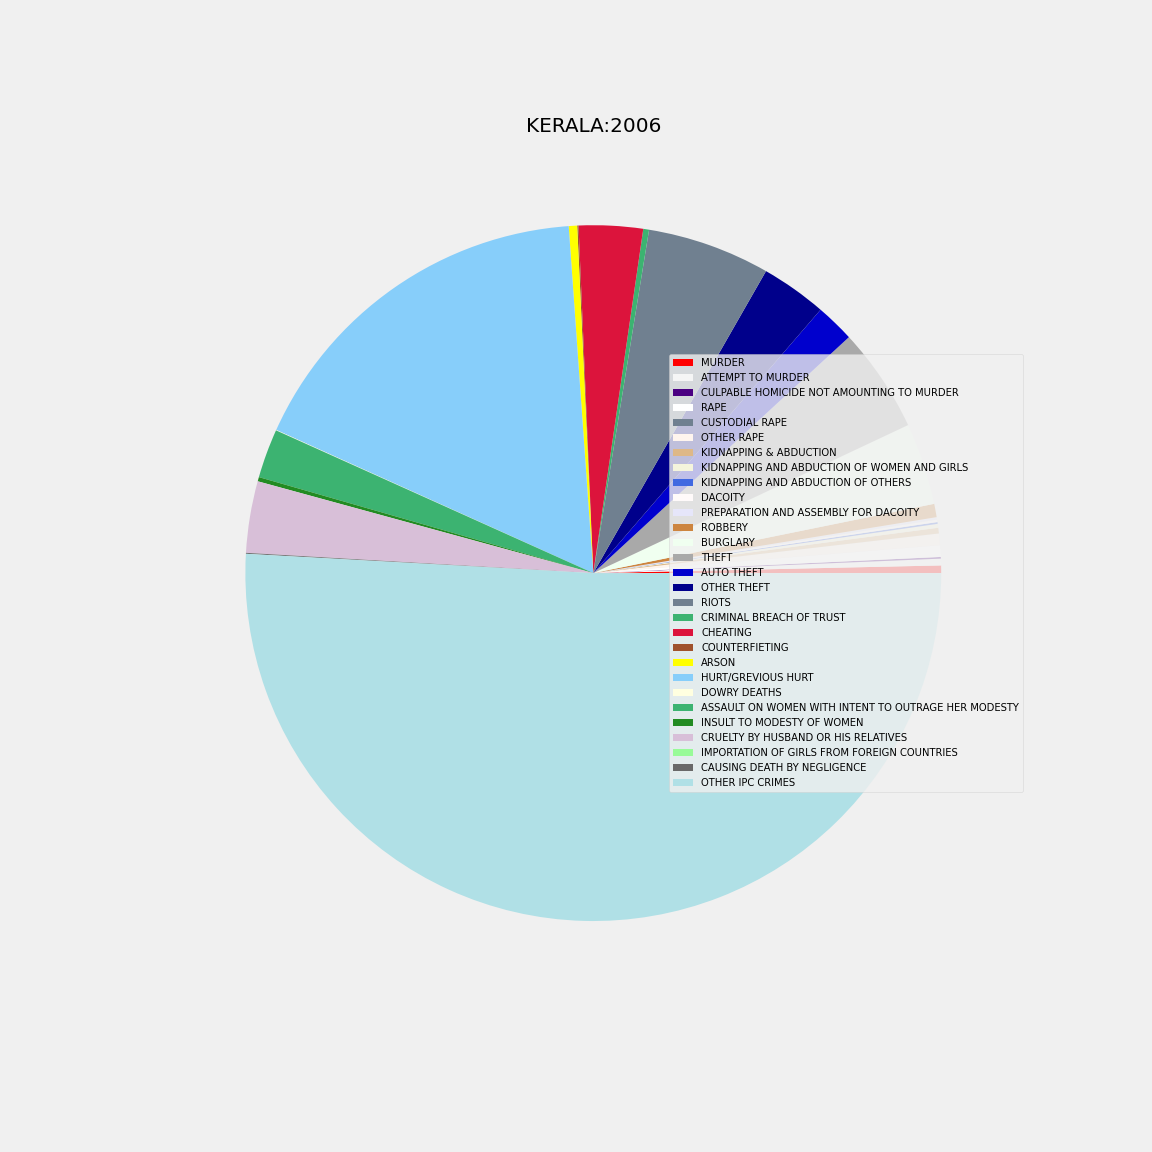 KERALA:2006
MURDER
ATTEMPT TO MURDER
CULPABLE HOMICIDE NOT AMOUNTING TO MURDER
RAPE
CUSTODIAL RAPE
OTHER RAPE
KIDNAPPING & ABDUCTION
KIDNAPPING AND ABDUCTION OF WOMEN AND GIRLS
KIDNAPPING AND ABDUCTION OF OTHERS
DACOITY
PREPARATION AND ASSEMBLY FOR DACOITY
ROBBERY
BURGLARY
THEFT
AUTO THEFT
OTHER THEFT
RIOTS
CRIMINAL BREACH OF TRUST
CHEATING
COUNTERFIETING
ARSON
HURT/GREVIOUS HURT
DOWRY DEATHS
ASSAULT ON WOMEN WITH INTENT TO OUTRAGE HER MODESTY
INSULT TO MODESTY OF WOMEN
CRUELTY BY HUSBAND OR HIS RELATIVES
IMPORTATION OF GIRLS FROM FOREIGN COUNTRIES
CAUSING DEATH BY NEGLIGENCE
OTHER IPC CRIMES